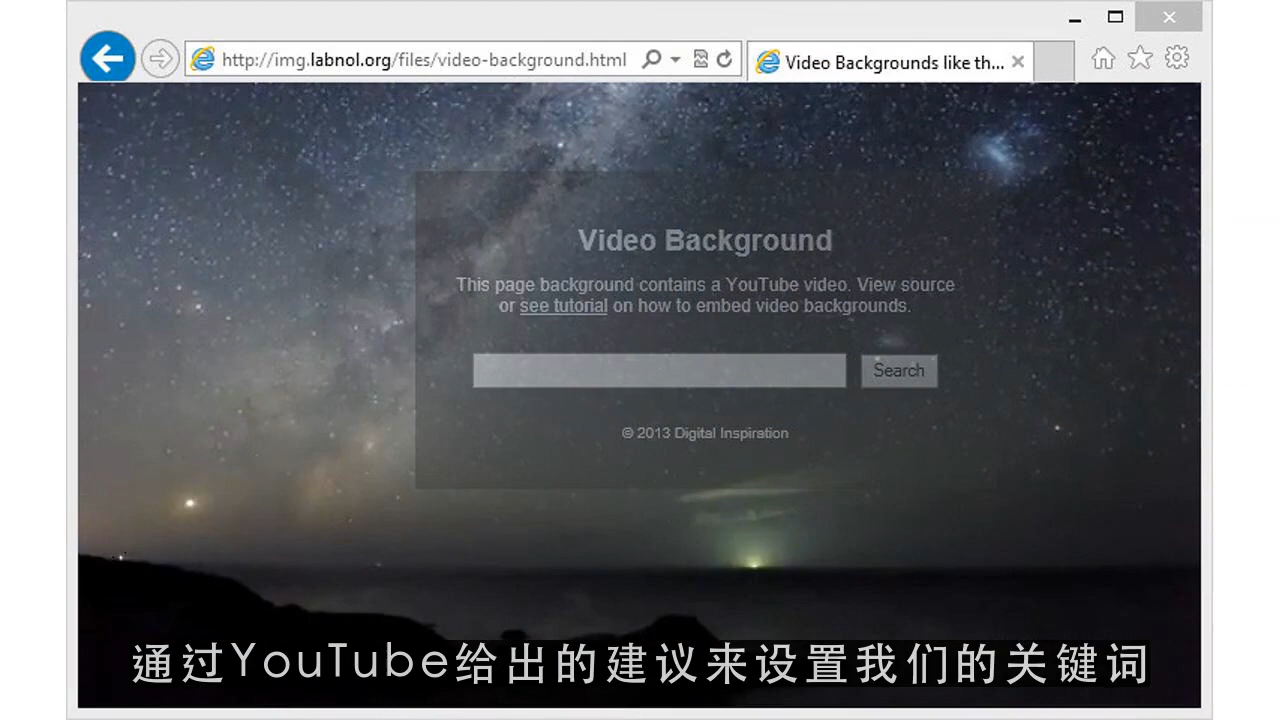 http://img.labnol.org/files/video-background.html
Video Backgrounds like th...
Video Background
This page background contains a YouTube video. View source
or see tutorial on how to embed video backgrounds.
Search
© 2013 Digital Inspiration
通过YouTube给出的建议来设置我们的关键词